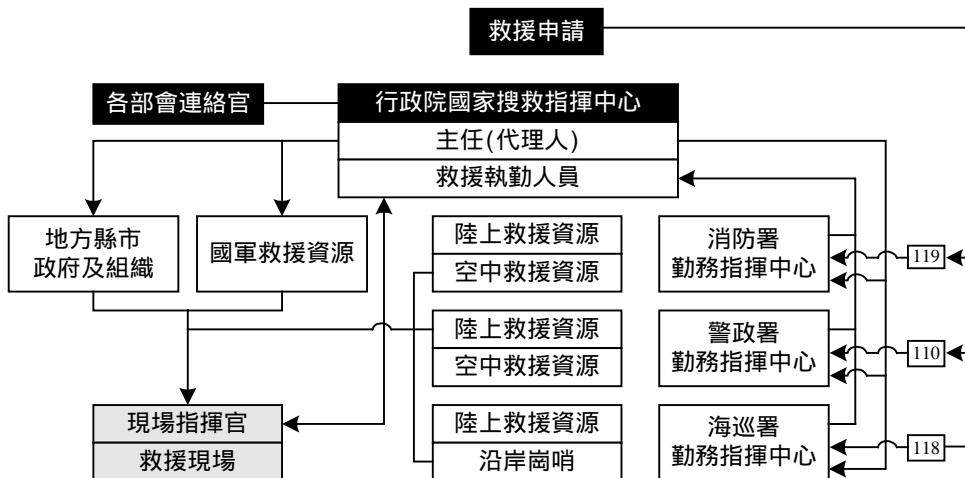 救援申請
各部會連絡官
行政院國家搜救指揮中心
主任(代理人)
救援執勤人員
地方縣市
政府及組織
國軍救援資源
陸上救援資源
空中救援資源
消防署
勤務指揮中心
119
陸上救援資源
空中救援資源
警政署
勤務指揮中心
110
現場指揮官
救援現場
陸上救援資源
沿岸崗哨
海巡署
勤務指揮中心
118